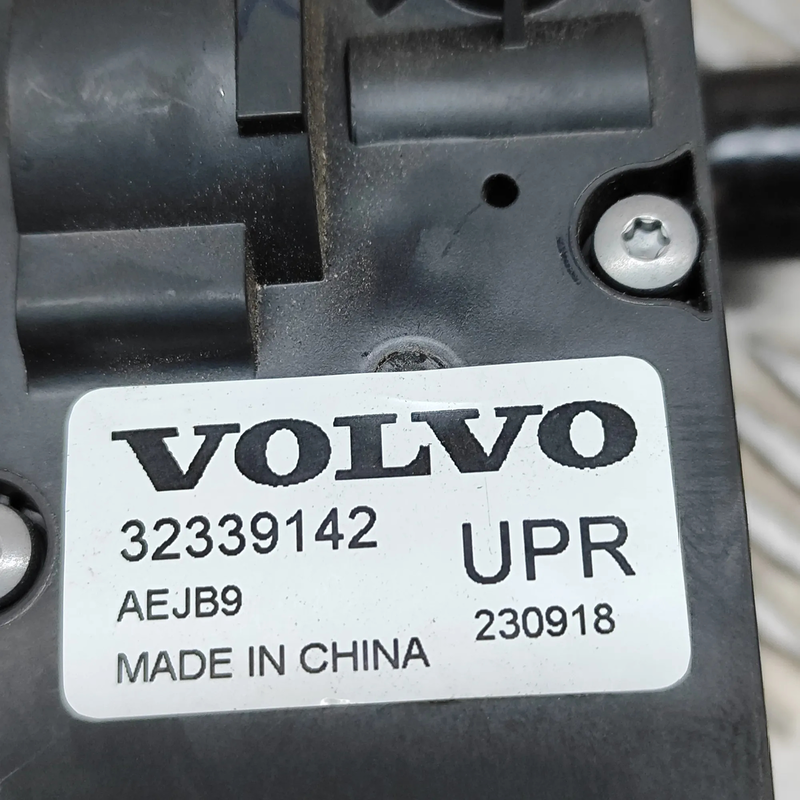 VOLVO
32339142
UPR
AEJB9
230918
MADE IN CHINA